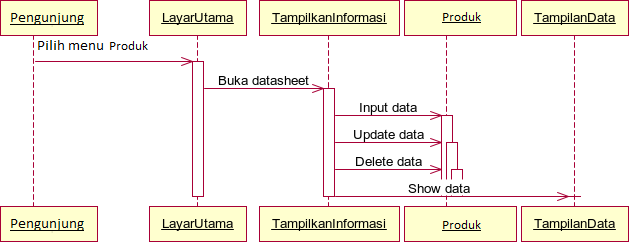 Pengunjung LayarUtama TampilkanInformasi Produk TampilanData
Pilih menu Produk
Buka datasheet
Input data
Update data
Delete data
Show data
Pengunjung LayarUtama TampilkanInformasi Produk TampilanData